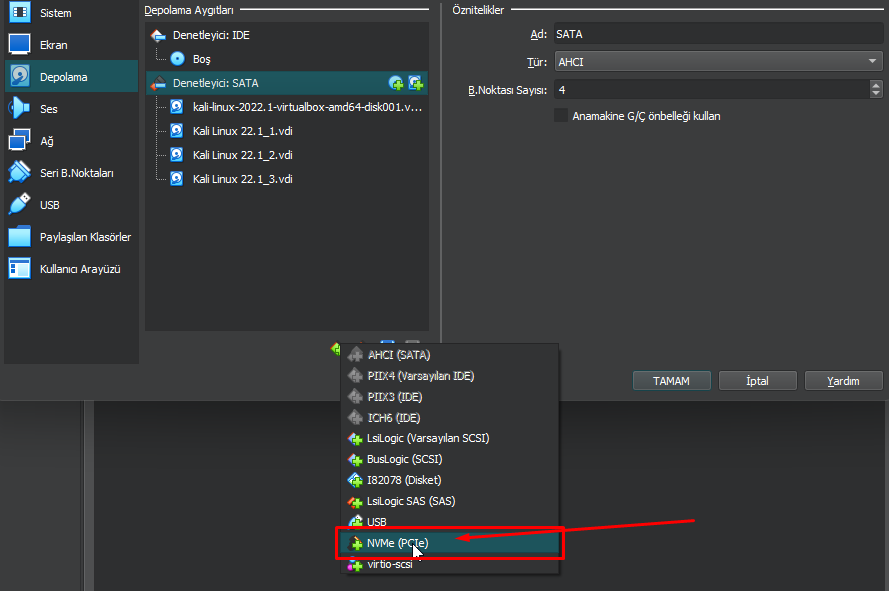 Sistem
Ekran
Depolama
Ses
Ağ
Seri B.Noktaları
USB
Paylaşılan Klasörler
Kullanıcı Arayüzü
Depolama Aygıtları
Denetleyici: IDE
Boş
Denetleyici: SATA
kali-linux-2022.1-virtualbox-amd64-disk001.v...
Kali Linux 22.1_1.vdi
Kali Linux 22.1_2.vdi
Kali Linux 22.1_3.vdi
Öznitelikler
Ad: SATA
Tür: AHCI
B.Noktası Sayısı: 4
Anamakine G/Ç önbelleği kullan
AHCI (SATA)
PIIX4 (Varsayılan IDE)
PIIX3 (IDE)
ICH6 (IDE)
LsiLogic (Varsayılan SCSI)
BusLogic (SCSI)
I82078 (Disket)
LsiLogic SAS (SAS)
USB
NVMe (PCIe)
virtio-scsi
TAMAM
İptal
Yardım